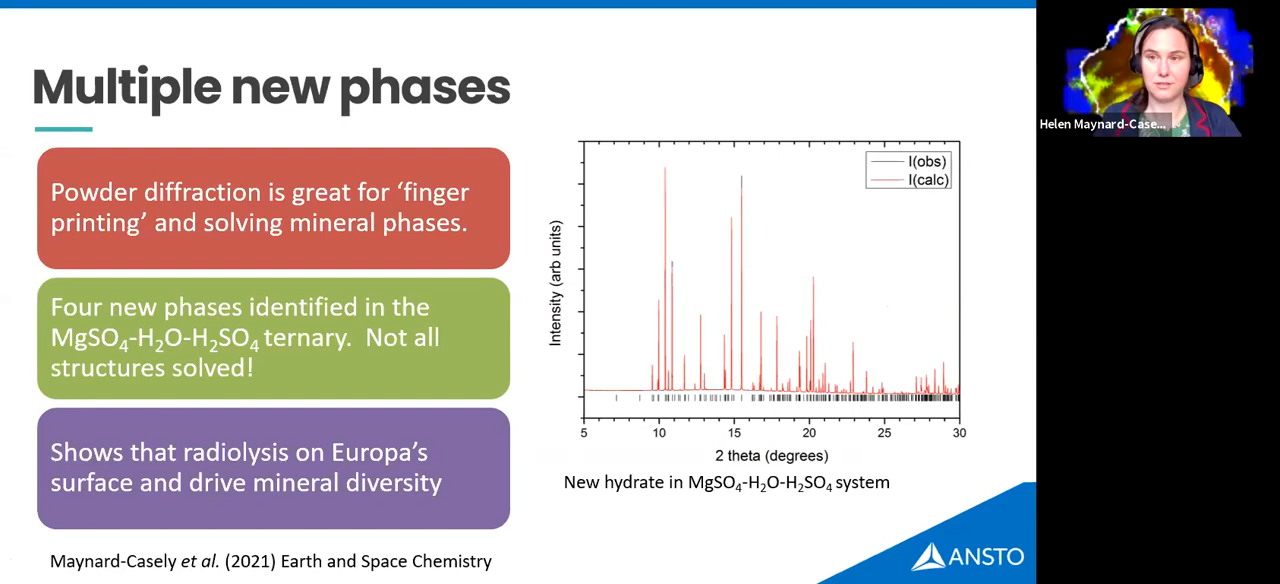 Multiple new phases
Powder diffraction is great for ‘finger
printing’ and solving mineral phases.
Four new phases identified in the
MgSO₄-H₂O-H₂SO₄ ternary. Not all
structures solved!
Shows that radiolysis on Europa’s
surface and drive mineral diversity
Maynard-Casely et al. (2021) Earth and Space Chemistry
I(obs)
I(calc)
Intensity (arb units)
5 10 15 20 25 30
2 theta (degrees)
New hydrate in MgSO₄-H₂O-H₂SO₄ system
ANSTO
Helen Maynard-Case...